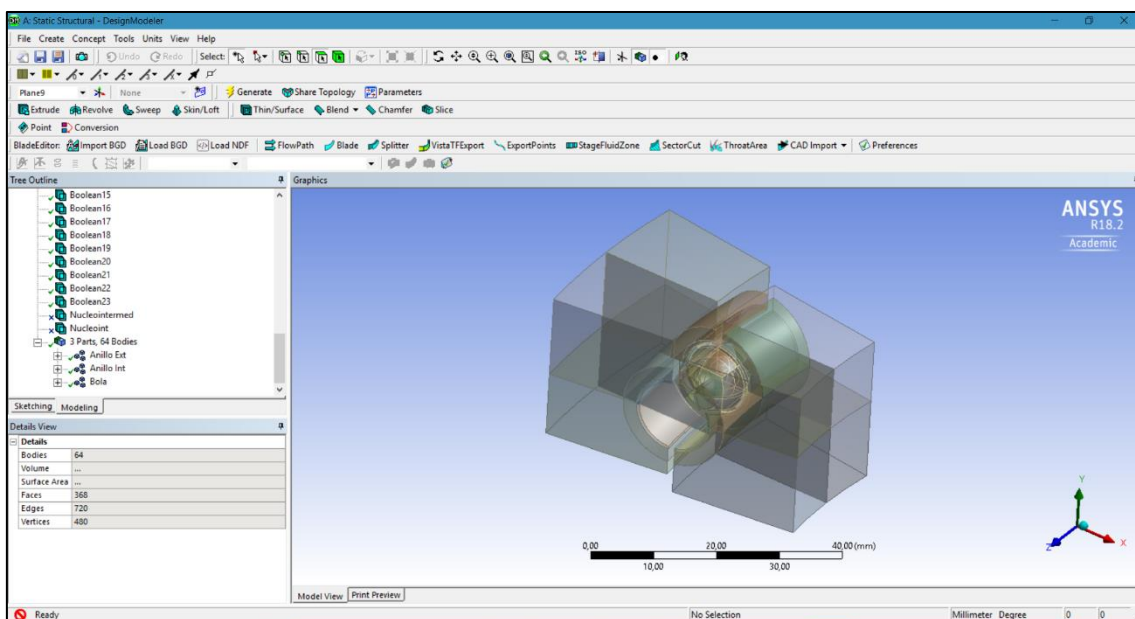 A: Static Structural - DesignModeler
File Create Concept Tools Units View Help
Undo Redo Select:
Plane9 None Generate Share Topology Parameters
Extrude Revolve Sweep Skin/Loft Thin/Surface Blend Chamfer Slice
Point Conversion
BladeEditor: Import BGD Load BGD Load NDF FlowPath Blade Splitter VistaTFExport ExportPoints StageFluidZone SectorCut ThroatArea CAD Import Preferences
Tree Outline
Boolean15
Boolean16
Boolean17
Boolean18
Boolean19
Boolean20
Boolean21
Boolean22
Boolean23
Nucleointermed
Nucleoint
3 Parts, 64 Bodies
Anillo Ext
Anillo Int
Bola
Sketching Modeling
Details View
Details
Bodies 64
Volume ...
Surface Area ...
Faces 368
Edges 720
Vertices 480
Graphics
ANSYS
R18.2
Academic
Y
Z X
0,00 20,00 40,00 (mm)
10,00 30,00
Model View Print Preview
Ready No Selection Millimeter Degree 0 0